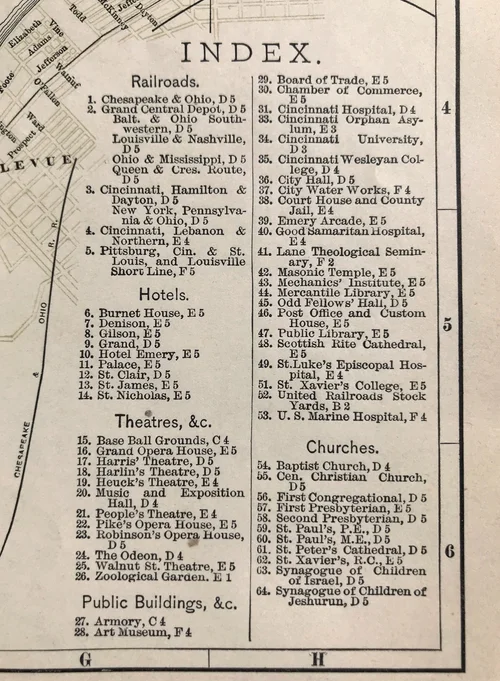 INDEX.
Railroads.
1. Chesapeake & Ohio, D 5
2. Grand Central Depot, D 5
Balt. & Ohio South-
western, D 5
Louisville & Nashville,
D 5
Ohio & Mississippi, D 5
Queen & Cres. Route,
D 5
3. Cincinnati, Hamilton &
Dayton, D 5
New York, Pennsylva-
nia & Ohio, D 5
4. Cincinnati, Lebanon &
Northern, E 4
5. Pittsburg, Cin. & St.
Louis, and Louisville
Short Line, F 5
Hotels.
6. Burnet House, E 5
7. Denison, E 5
8. Gilson, E 5
9. Grand, D 5
10. Hotel Emery, E 5
11. Palace, E 5
12. St. Clair, D 5
13. St. James, E 5
14. St. Nicholas, E 5
Theatres, &c.
15. Base Ball Grounds, C 4
16. Grand Opera House, E 5
17. Harris' Theatre, D 5
18. Harlin's Theatre, D 5
19. Heuck's Theatre, E 4
20. Music and Exposition
Hall, D 4
21. People's Theatre, E 4
22. Pike's Opera House, E 5
23. Robinson's Opera House,
D 5
24. The Odeon, D 4
25. Walnut St. Theatre, E 5
26. Zoological Garden. E 1
Public Buildings, &c.
27. Armory, C 4
28. Art Museum, F 4
29. Board of Trade, E 5
30. Chamber of Commerce,
E 5
31. Cincinnati Hospital, D 4
33. Cincinnati Orphan Asy-
lum, E 3
34. Cincinnati University,
D 3
35. Cincinnati Wesleyan Col-
lege, D 4
36. City Hall, D 5
37. City Water Works, F 4
38. Court House and County
Jail, E 4
39. Emery Arcade, E 5
40. Good Samaritan Hospital,
E 4
41. Lane Theological Semin-
ary, F 2
42. Masonic Temple, E 5
43. Mechanics' Institute, E 5
44. Mercantile Library, E 5
45. Odd Fellows' Hall, D 5
46. Post Office and Custom
House, E 5
47. Public Library, E 5
48. Scottish Rite Cathedral,
E 5
49. St. Luke's Episcopal Hos-
pital, E 4
51. St. Xavier's College, E 5
52. United Railroads Stock
Yards, B 2
53. U. S. Marine Hospital, F 4
Churches.
54. Baptist Church, D 4
55. Cen. Christian Church,
D 5
56. First Congregational, D 5
57. First Presbyterian, E 5
58. Second Presbyterian, D 5
59. St. Paul's, P.E., D 5
60. St. Paul's, M.E., D 5
61. St. Peter's Cathedral, D 5
62. St. Xavier's, R.C., E 5
63. Synagogue of Children
of Israel, D 5
64. Synagogue of Children of
Jeshurun, D 5
4
5
6
G
H
Elizabeth
Vine
Todd
McKinney
Jeff. Dayton
Adams
Jefferson
Walnut
Foote
O'Fallon
Ward
Prospect
LEVUE
CHESAPEAKE & OHIO R. R.